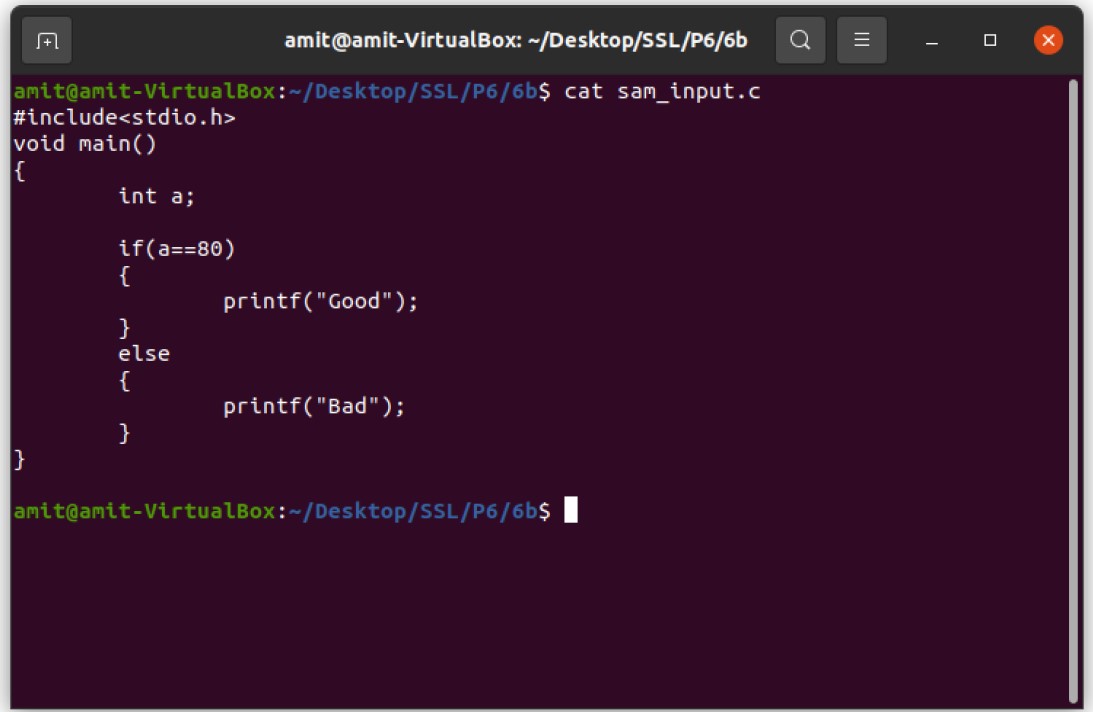 amit@amit-VirtualBox: ~/Desktop/SSL/P6/6b
amit@amit-VirtualBox:~/Desktop/SSL/P6/6b$ cat sam_input.c
#include<stdio.h>
void main()
{
        int a;

        if(a==80)
        {
                printf("Good");
        }
        else
        {
                printf("Bad");
        }
}

amit@amit-VirtualBox:~/Desktop/SSL/P6/6b$